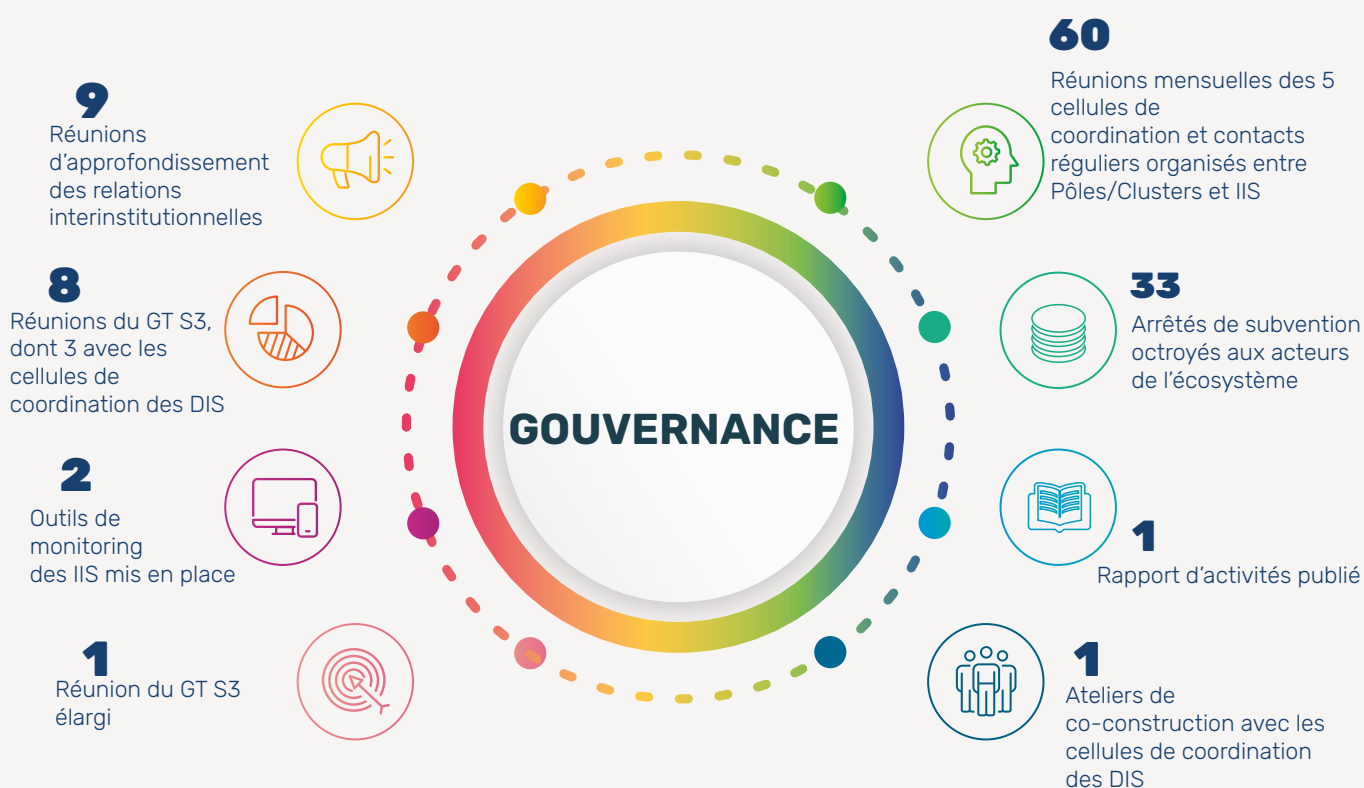 9
Réunions
d'approfondissement
des relations
interinstitutionnelles
8
Réunions du GT S3,
dont 3 avec les
cellules de
coordination des DIS
2
Outils de
monitoring
des IIS mis en place
1
Réunion du GT S3
élargi
GOUVERNANCE
60
Réunions mensuelles des 5
cellules de
coordination et contacts
réguliers organisés entre
Pôles/Clusters et IIS
33
Arrêtés de subvention
octroyés aux acteurs
de l'écosystème
1
Rapport d'activités publié
1
Ateliers de
co-construction avec les
cellules de coordination
des DIS